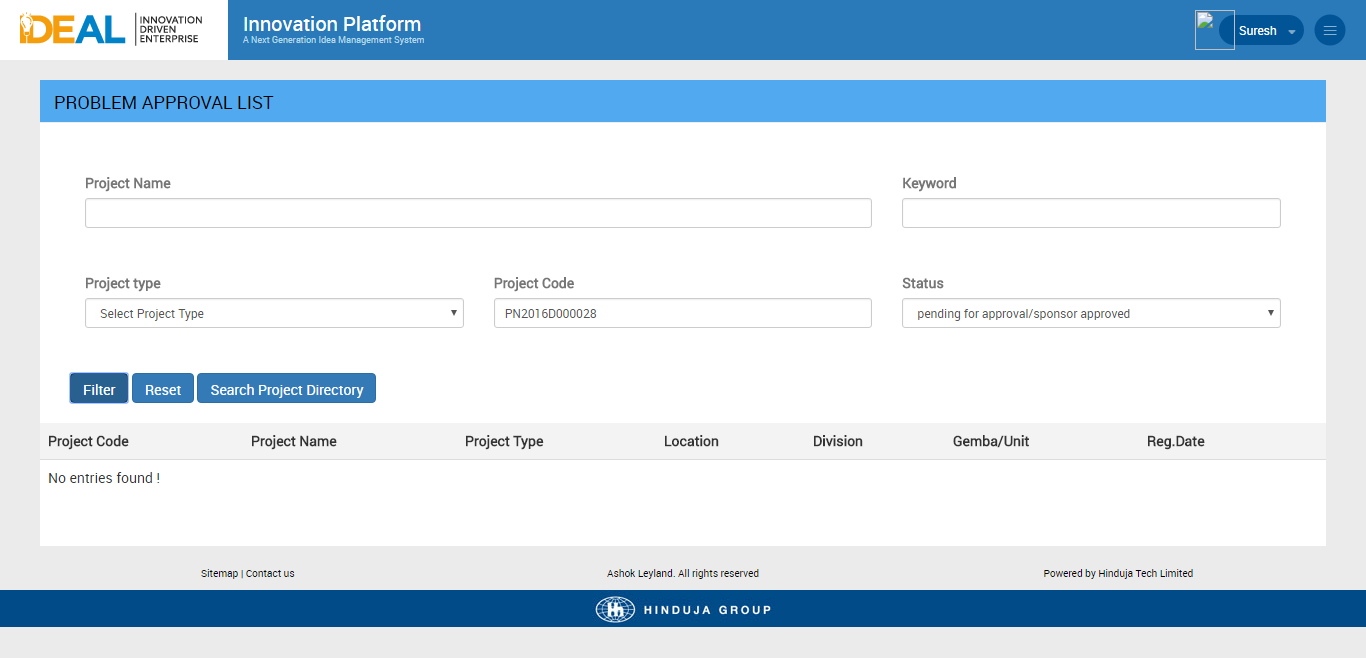 IDEAL INNOVATION DRIVEN ENTERPRISE
Innovation Platform
A Next Generation Idea Management System
Suresh
PROBLEM APPROVAL LIST
Project Name Keyword
Project type Project Code Status
Select Project Type PN2016D000028 pending for approval/sponsor approved
Filter Reset Search Project Directory
Project Code Project Name Project Type Location Division Gemba/Unit Reg.Date
No entries found !
Sitemap | Contact us Ashok Leyland. All rights reserved Powered by Hinduja Tech Limited
HINDUJA GROUP